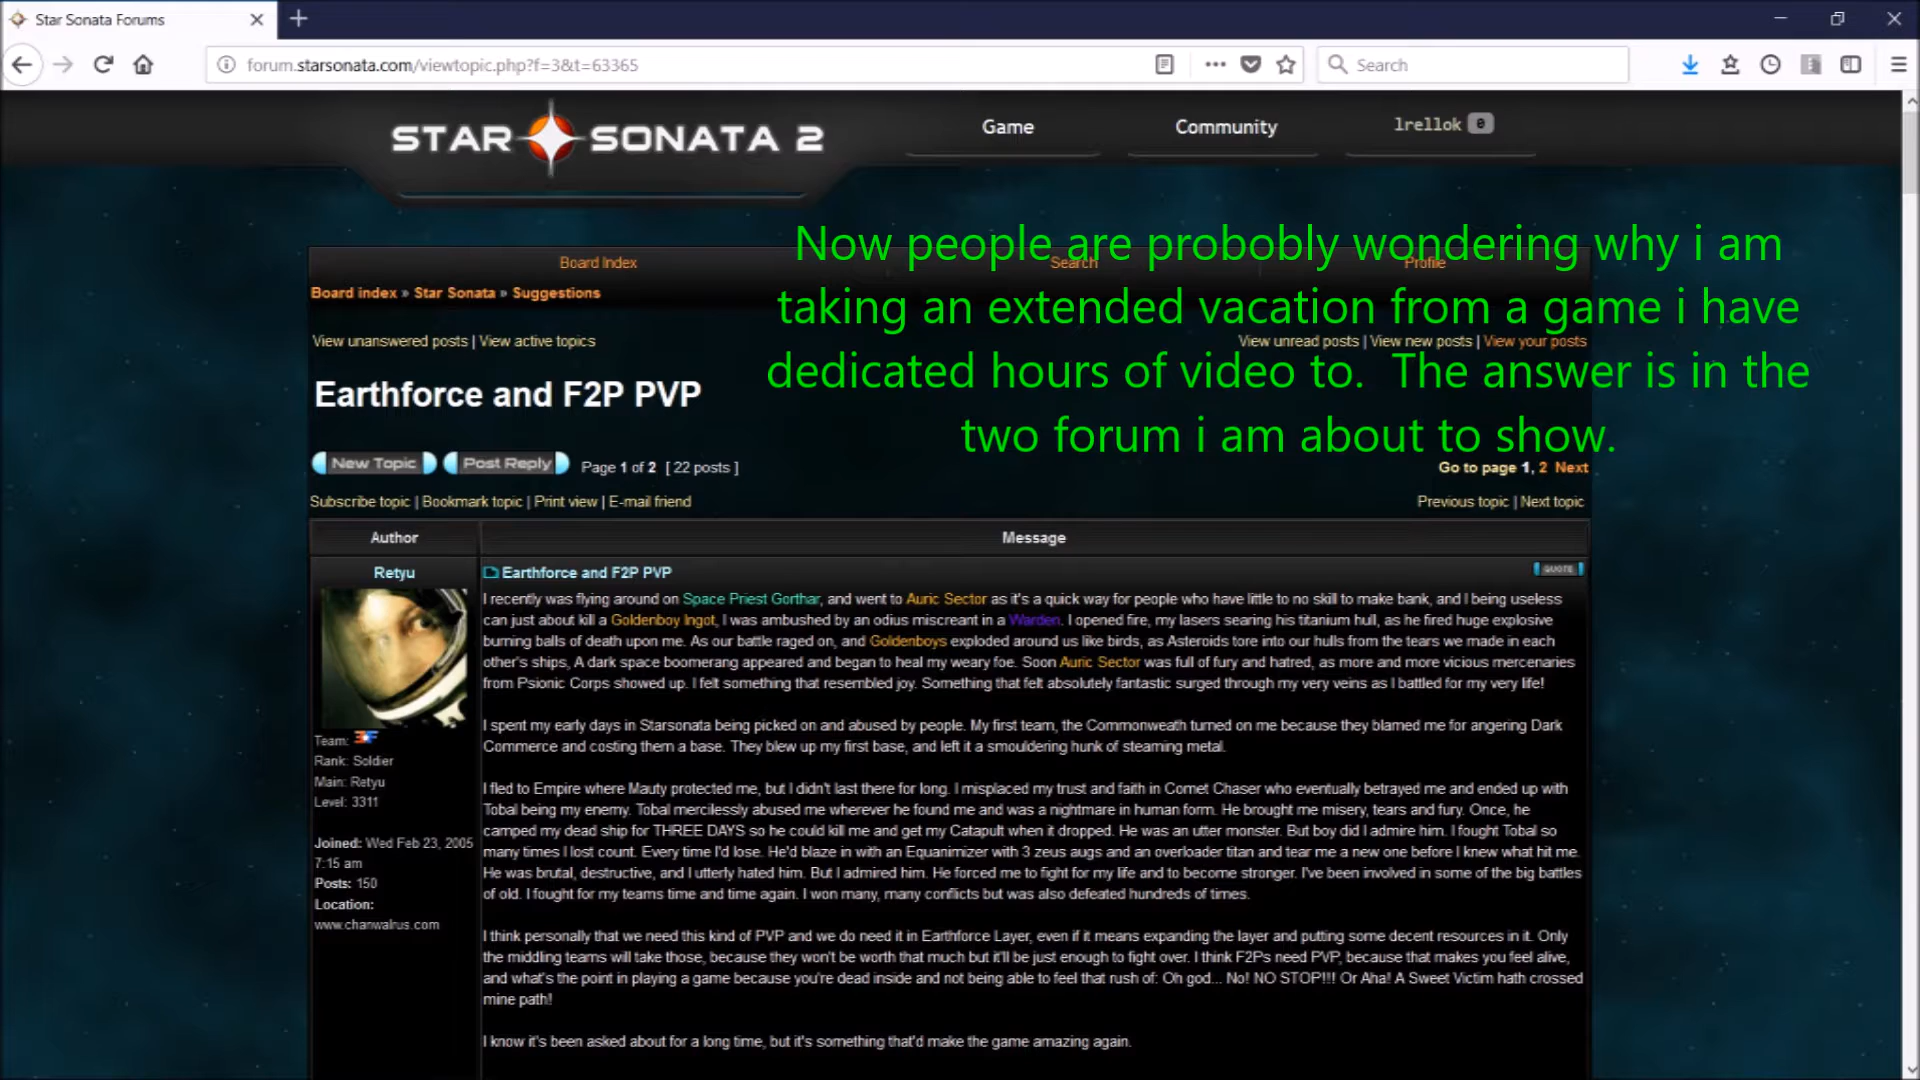 Star Sonata Forums
forum.starsonata.com/viewtopic.php?f=3&t=63365
Search
STAR SONATA 2
Game
Community
lrellok 0
Now people are probobly wondering why i am
taking an extended vacation from a game i have
dedicated hours of video to.  The answer is in the
two forum i am about to show.
Board Index
Search
Profile
Board index » Star Sonata » Suggestions
View unanswered posts | View active topics
View unread posts | View new posts | View your posts
Earthforce and F2P PVP
New Topic
Post Reply
Page 1 of 2 [ 22 posts ]
Go to page 1, 2 Next
Subscribe topic | Bookmark topic | Print view | E-mail friend
Previous topic | Next topic
Author
Message
Retyu
Earthforce and F2P PVP
QUOTE
I recently was flying around on Space Priest Gorthar, and went to Auric Sector as it's a quick way for people who have little to no skill to make bank, and I being useless
can just about kill a Goldenboy Ingot, I was ambushed by an odius miscreant in a Warden. I opened fire, my lasers searing his titanium hull, as he fired huge explosive
burning balls of death upon me. As our battle raged on, and Goldenboys exploded around us like birds, as Asteroids tore into our hulls from the tears we made in each
other's ships, A dark space boomerang appeared and began to heal my weary foe. Soon Auric Sector was full of fury and hatred, as more and more vicious mercenaries
from Psionic Corps showed up. I felt something that resembled joy. Something that felt absolutely fantastic surged through my very veins as I battled for my very life!
I spent my early days in Starsonata being picked on and abused by people. My first team, the Commonweath turned on me because they blamed me for angering Dark
Commerce and costing them a base. They blew up my first base, and left it a smouldering hunk of steaming metal.
I fled to Empire where Mauty protected me, but I didn't last there for long. I misplaced my trust and faith in Comet Chaser who eventually betrayed me and ended up with
Tobal being my enemy. Tobal mercilessly abused me wherever he found me and was a nightmare in human form. He brought me misery, tears and fury. Once, he
camped my dead ship for THREE DAYS so he could kill me and get my Catapult when it dropped. He was an utter monster. But boy did I admire him. I fought Tobal so
many times I lost count. Every time I'd lose. He'd blaze in with an Equanimizer with 3 zeus augs and an overloader titan and tear me a new one before I knew what hit me.
He was brutal, destructive, and I utterly hated him. But I admired him. He forced me to fight for my life and to become stronger. I've been involved in some of the big battles
of old. I fought for my teams time and time again. I won many, many conflicts but was also defeated hundreds of times.
I think personally that we need this kind of PVP and we do need it in Earthforce Layer, even if it means expanding the layer and putting some decent resources in it. Only
the middling teams will take those, because they won't be worth that much but it'll be just enough to fight over. I think F2Ps need PVP, because that makes you feel alive,
and what's the point in playing a game because you're dead inside and not being able to feel that rush of: Oh god... No! NO STOP!!! Or Aha! A Sweet Victim hath crossed
mine path!
I know it's been asked about for a long time, but it's something that'd make the game amazing again.
Team:
Rank: Soldier
Main: Retyu
Level: 3311
Joined: Wed Feb 23, 2005
7:15 am
Posts: 150
Location:
www.chanwalrus.com